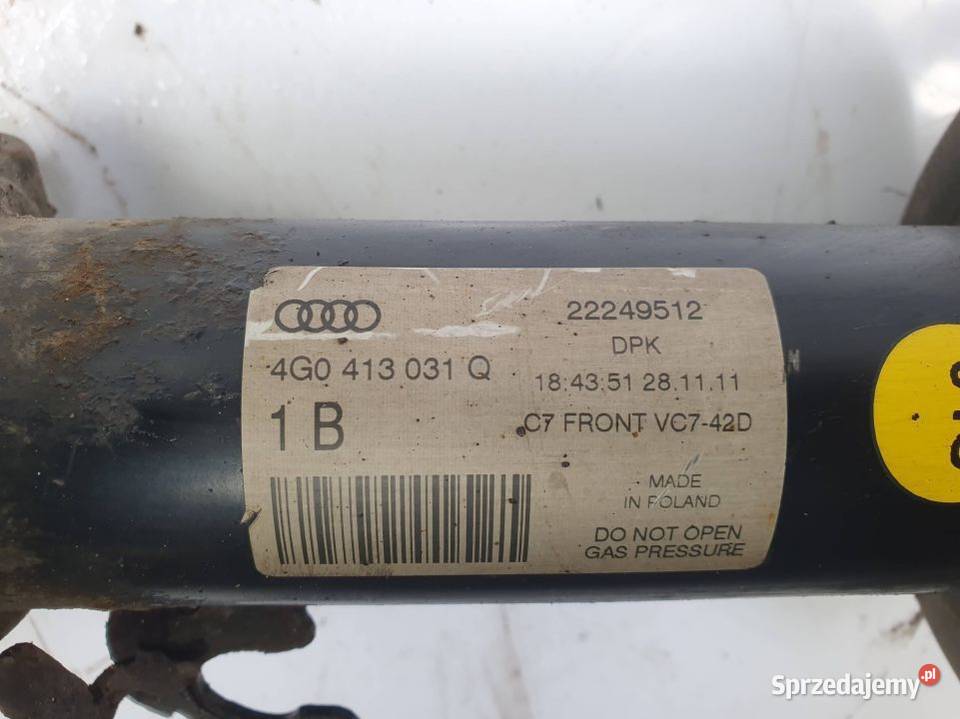 4G0 413 031 Q
1 B
22249512
DPK
18:43:51 28.11.11
C7 FRONT VC7-42D
MADE
IN POLAND
DO NOT OPEN
GAS PRESSURE
Sprzedajemy.pl